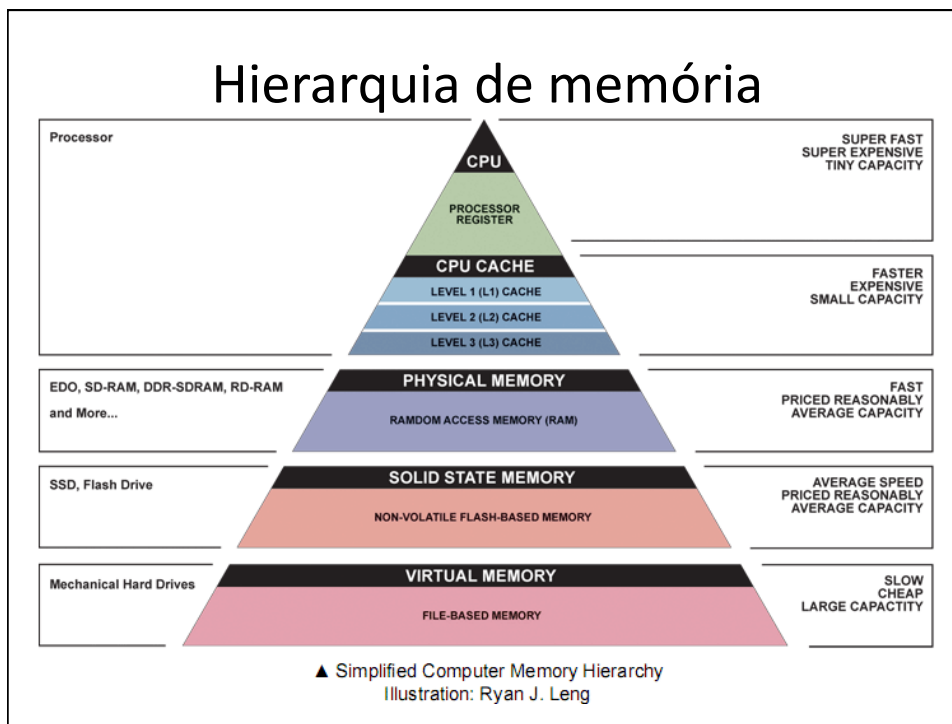 Hierarquia de memória
Processor
CPU
SUPER FAST
SUPER EXPENSIVE
TINY CAPACITY
PROCESSOR
REGISTER
CPU CACHE
LEVEL 1 (L1) CACHE
LEVEL 2 (L2) CACHE
LEVEL 3 (L3) CACHE
FASTER
EXPENSIVE
SMALL CAPACITY
EDO, SD-RAM, DDR-SDRAM, RD-RAM
and More...
PHYSICAL MEMORY
RAMDOM ACCESS MEMORY (RAM)
FAST
PRICED REASONABLY
AVERAGE CAPACITY
SSD, Flash Drive
SOLID STATE MEMORY
NON-VOLATILE FLASH-BASED MEMORY
AVERAGE SPEED
PRICED REASONABLY
AVERAGE CAPACITY
Mechanical Hard Drives
VIRTUAL MEMORY
FILE-BASED MEMORY
SLOW
CHEAP
LARGE CAPACTITY
▲ Simplified Computer Memory Hierarchy
Illustration: Ryan J. Leng